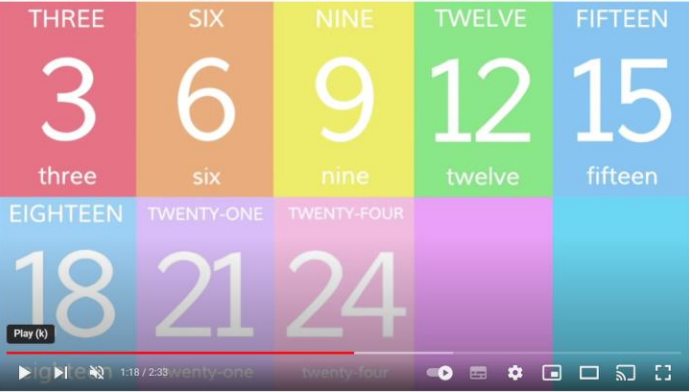 THREE SIX NINE TWELVE FIFTEEN
3 6 9 12 15
three six nine twelve fifteen
EIGHTEEN TWENTY-ONE TWENTY-FOUR
18 21 24
Play (k)
eighteen twenty-one twenty-four
1:18 / 2:33